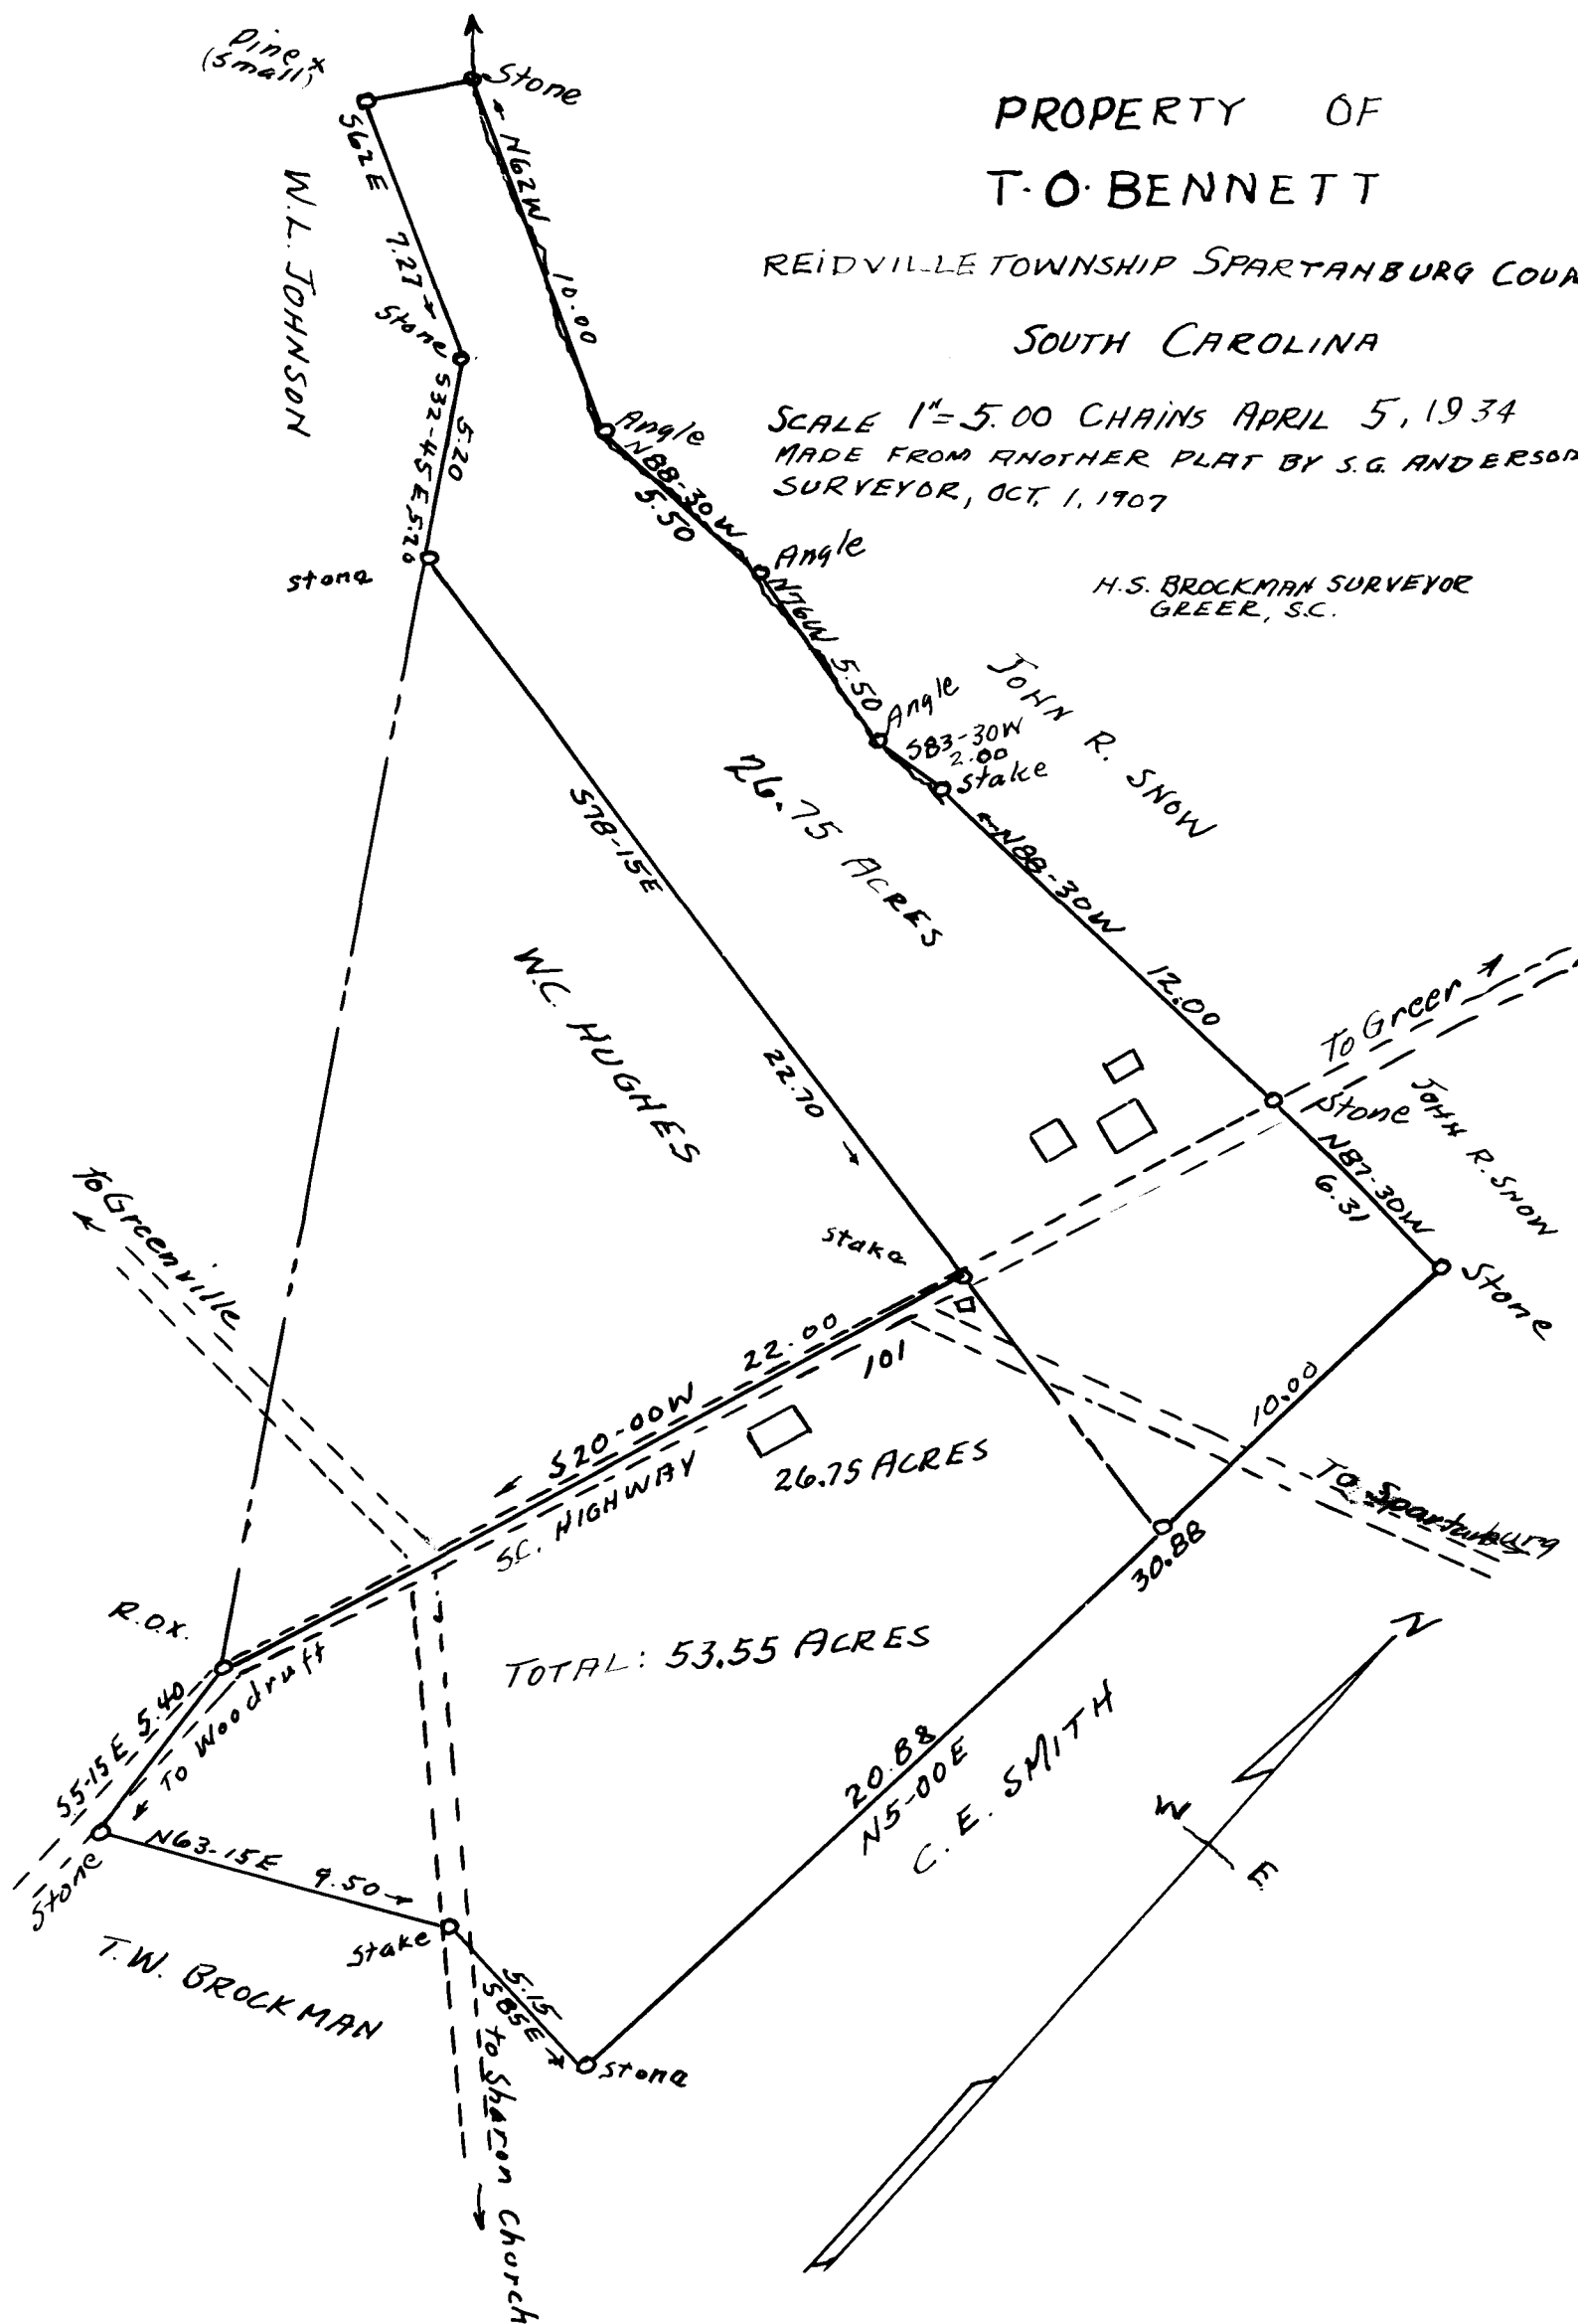 PROPERTY OF
T.O. BENNETT
REIDVILLE TOWNSHIP SPARTANBURG COUN
SOUTH CAROLINA
SCALE 1"=5.00 CHAINS APRIL 5, 1934
MADE FROM ANOTHER PLAT BY S.G. ANDERSON
SURVEYOR, OCT, 1, 1907
H.S. BROCKMAN SURVEYOR
GREER, S.C.
Pine x
(small)
Stone
S62E
7.27
N62W 10.00
W.L. JOHNSON
Stone
S32-45E 5.20
5.20
stone
Angle
N88-30W
5.50
Angle
N76W 5.50
Angle
S83-30W
2.00
Stake
JOHN R. SNOW
26.75 ACRES
N88-30W 12.00
S78-15E 22.70
W.C. HUGHES
To Greer
Stone
JOHN R. SNOW
N87-30W
6.31
Stone
To Greenville
stake
10.00
S20-00W 22.00
S.C. HIGHWAY 101
26.75 ACRES
To Spartanburg
30.88
R.O.X.
TOTAL: 53.55 ACRES
S5-15E 5.40
To Woodruff
20.88
N5-00E
C. E. SMITH
N
W
E
Stone
N63-15E 9.50
Stake
T.W. BROCKMAN
5.15
S85E
stone
to Sharon Church